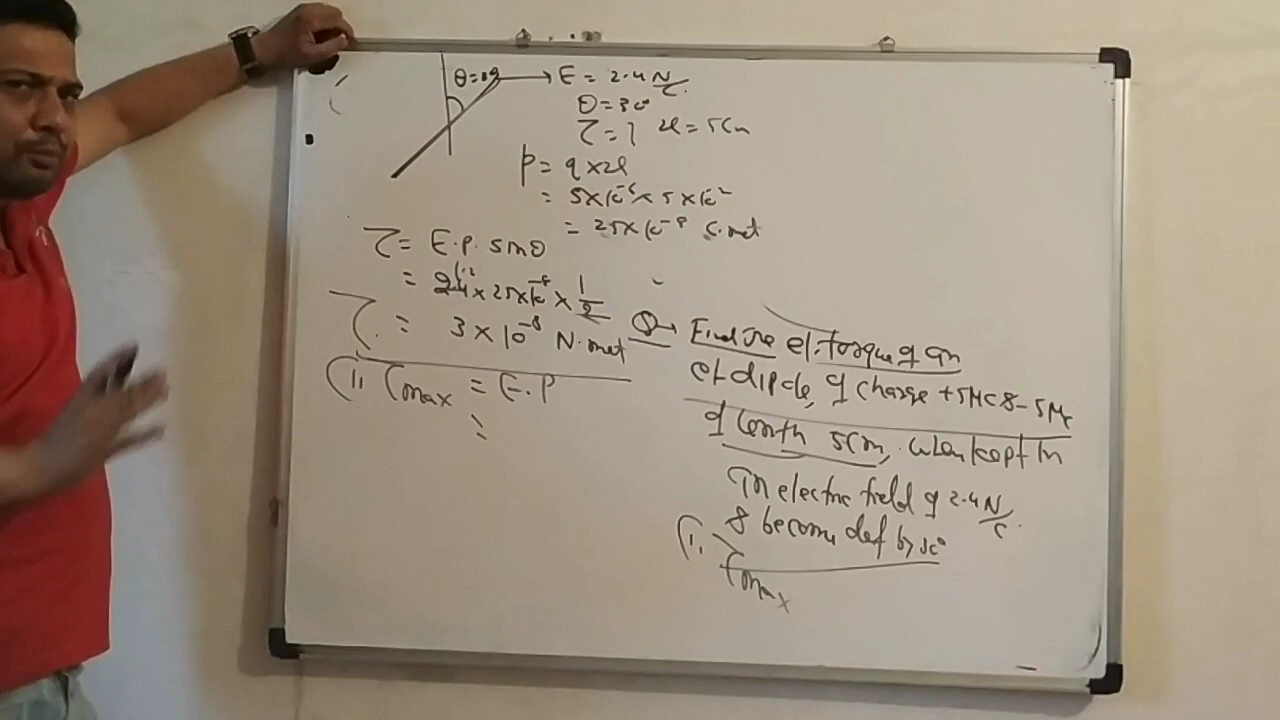 E = 2.4 N/C
θ = 30°
τ = ? 2l = 5cm
p = q × 2l
= 5×10⁻⁶ × 5×10⁻²
= 25×10⁻⁸ C.met
τ = E.P. sinθ
= 2.4 × 25×10⁻⁸ × 1/2
τ = 3 × 10⁻⁸ N.met
(ii τmax = E.P
=
Q→ Find the el. torque of an
el dipole, of charge +5μC & -5μC
of lenth 5cm, when kept in
in electric field of 2.4 N/C.
& become def by 30°
(ii τmax